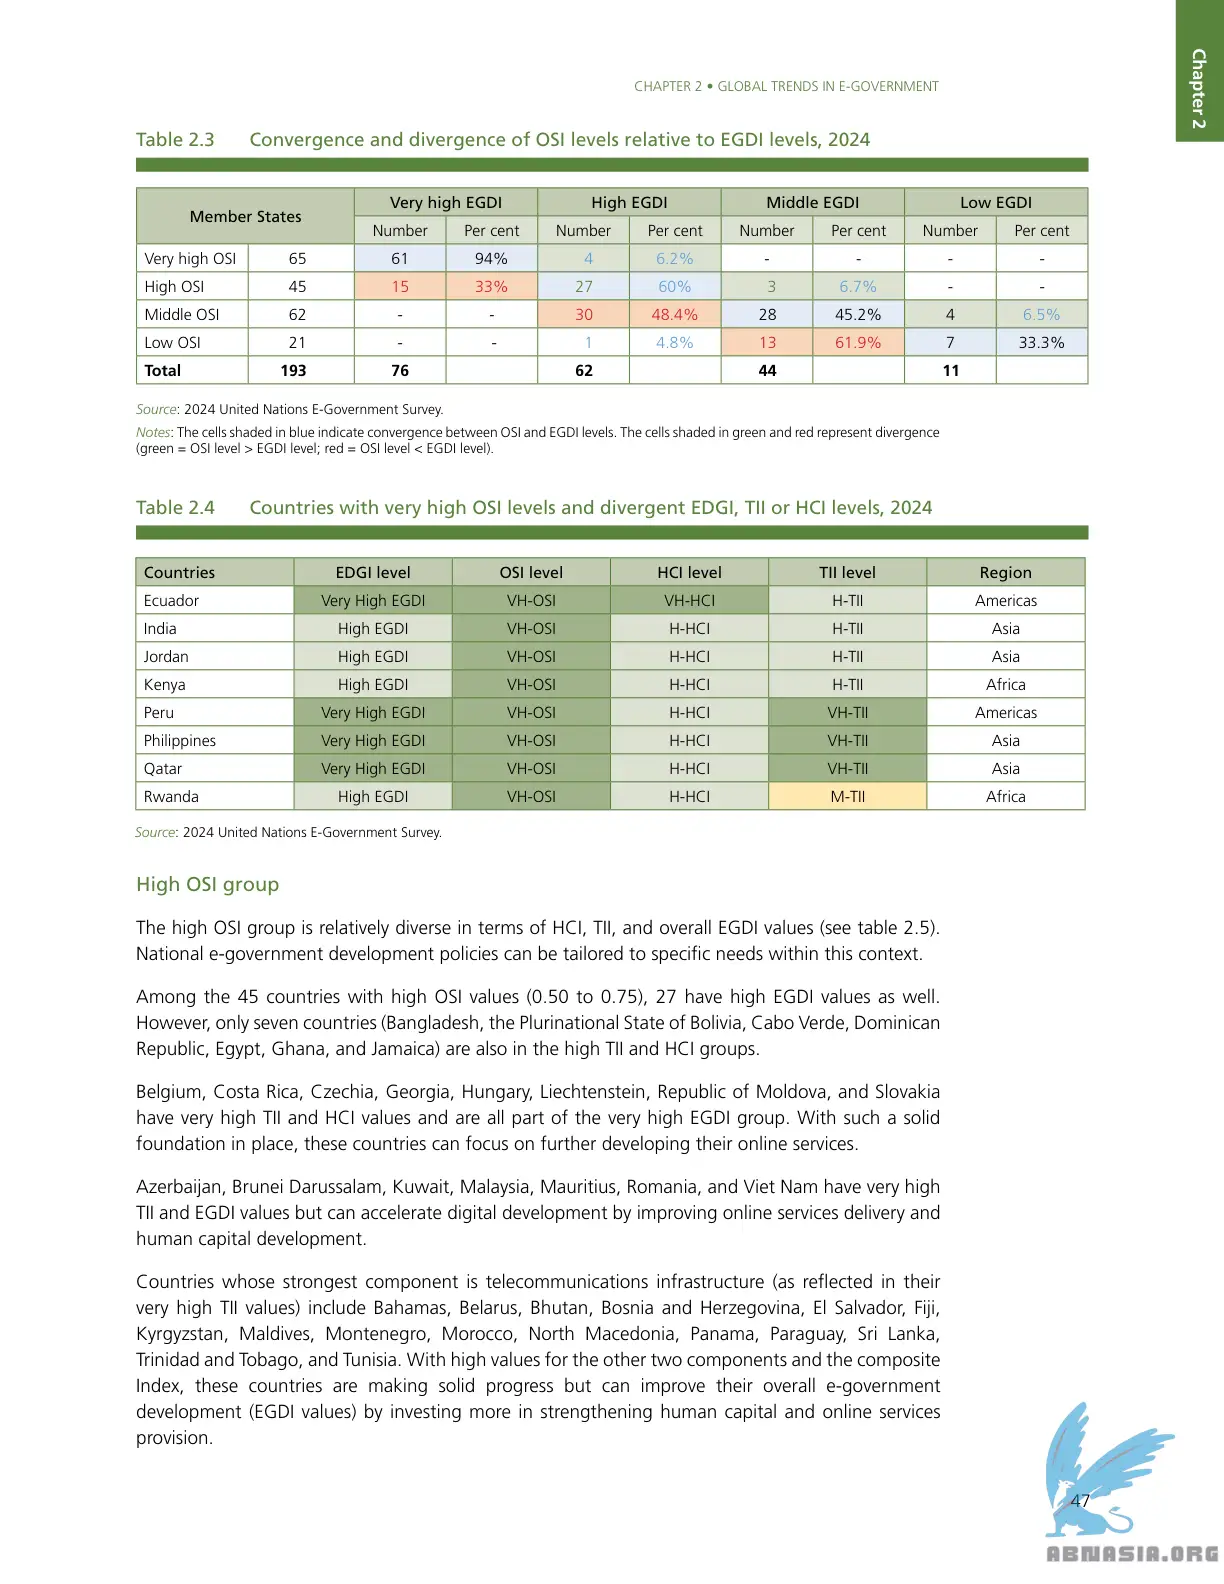 Chapter 2
CHAPTER 2 • GLOBAL TRENDS IN E-GOVERNMENT
Table 2.3 Convergence and divergence of OSI levels relative to EGDI levels, 2024
Member States Very high EGDI High EGDI Middle EGDI Low EGDI
Number Per cent Number Per cent Number Per cent Number Per cent
Very high OSI 65 61 94% 4 6.2% - - - -
High OSI 45 15 33% 27 60% 3 6.7% - -
Middle OSI 62 - - 30 48.4% 28 45.2% 4 6.5%
Low OSI 21 - - 1 4.8% 13 61.9% 7 33.3%
Total 193 76 62 44 11
Source: 2024 United Nations E-Government Survey.
Notes: The cells shaded in blue indicate convergence between OSI and EGDI levels. The cells shaded in green and red represent divergence
(green = OSI level > EGDI level; red = OSI level < EGDI level).
Table 2.4 Countries with very high OSI levels and divergent EDGI, TII or HCI levels, 2024
Countries EDGI level OSI level HCI level TII level Region
Ecuador Very High EGDI VH-OSI VH-HCI H-TII Americas
India High EGDI VH-OSI H-HCI H-TII Asia
Jordan High EGDI VH-OSI H-HCI H-TII Asia
Kenya High EGDI VH-OSI H-HCI H-TII Africa
Peru Very High EGDI VH-OSI H-HCI VH-TII Americas
Philippines Very High EGDI VH-OSI H-HCI VH-TII Asia
Qatar Very High EGDI VH-OSI H-HCI VH-TII Asia
Rwanda High EGDI VH-OSI H-HCI M-TII Africa
Source: 2024 United Nations E-Government Survey.
High OSI group
The high OSI group is relatively diverse in terms of HCI, TII, and overall EGDI values (see table 2.5).
National e-government development policies can be tailored to specific needs within this context.
Among the 45 countries with high OSI values (0.50 to 0.75), 27 have high EGDI values as well.
However, only seven countries (Bangladesh, the Plurinational State of Bolivia, Cabo Verde, Dominican
Republic, Egypt, Ghana, and Jamaica) are also in the high TII and HCI groups.
Belgium, Costa Rica, Czechia, Georgia, Hungary, Liechtenstein, Republic of Moldova, and Slovakia
have very high TII and HCI values and are all part of the very high EGDI group. With such a solid
foundation in place, these countries can focus on further developing their online services.
Azerbaijan, Brunei Darussalam, Kuwait, Malaysia, Mauritius, Romania, and Viet Nam have very high
TII and EGDI values but can accelerate digital development by improving online services delivery and
human capital development.
Countries whose strongest component is telecommunications infrastructure (as reflected in their
very high TII values) include Bahamas, Belarus, Bhutan, Bosnia and Herzegovina, El Salvador, Fiji,
Kyrgyzstan, Maldives, Montenegro, Morocco, North Macedonia, Panama, Paraguay, Sri Lanka,
Trinidad and Tobago, and Tunisia. With high values for the other two components and the composite
Index, these countries are making solid progress but can improve their overall e-government
development (EGDI values) by investing more in strengthening human capital and online services
provision.
47
ABNASIA.ORG